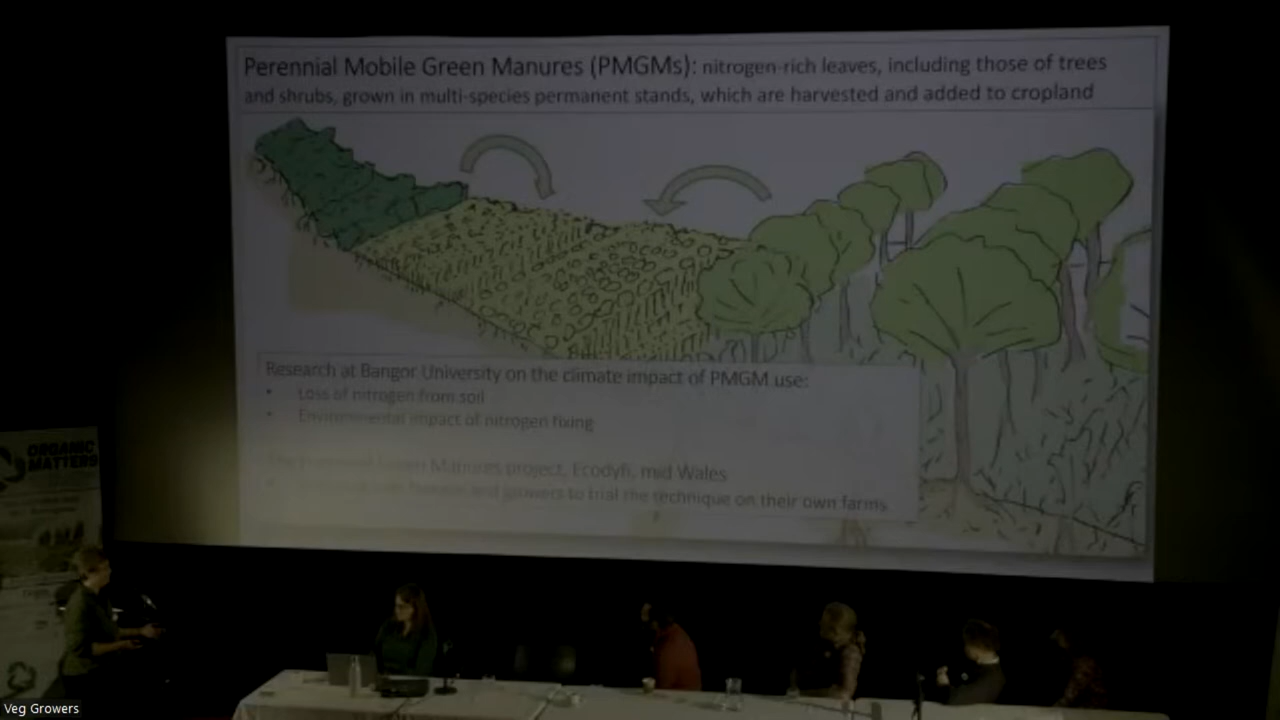 Perennial Mobile Green Manures (PMGMs): nitrogen-rich leaves, including those of trees
and shrubs, grown in multi-species permanent stands, which are harvested and added to cropland
Research at Bangor University on the climate impact of PMGM use:
• Loss of nitrogen from soil
• Environmental impact of nitrogen fixing
Green Manures project, Ecodyfi, mid Wales
and growers to trial the technique on their own farms
ORGANIC
MATTERS
Veg Growers